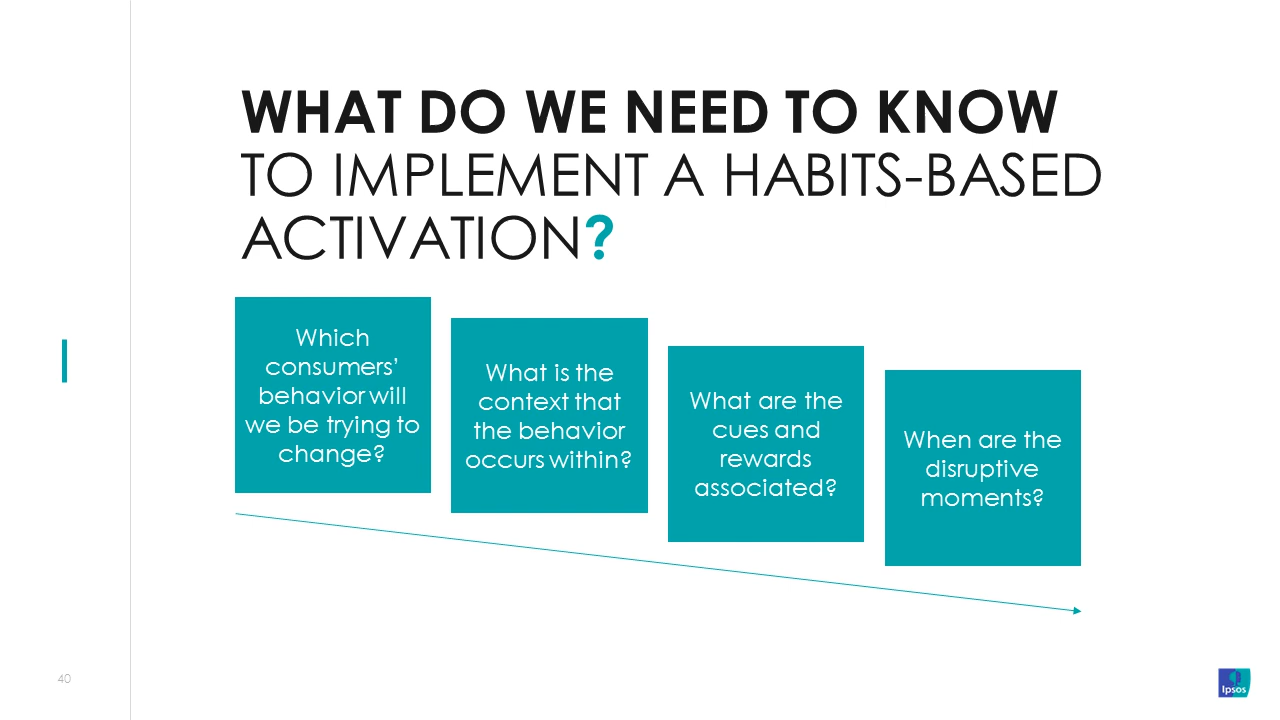 WHAT DO WE NEED TO KNOW
TO IMPLEMENT A HABITS-BASED
ACTIVATION?
Which
consumers’
behavior will
we be trying to
change?
What is the
context that
the behavior
occurs within?
What are the
cues and
rewards
associated?
When are the
disruptive
moments?
40
Ipsos